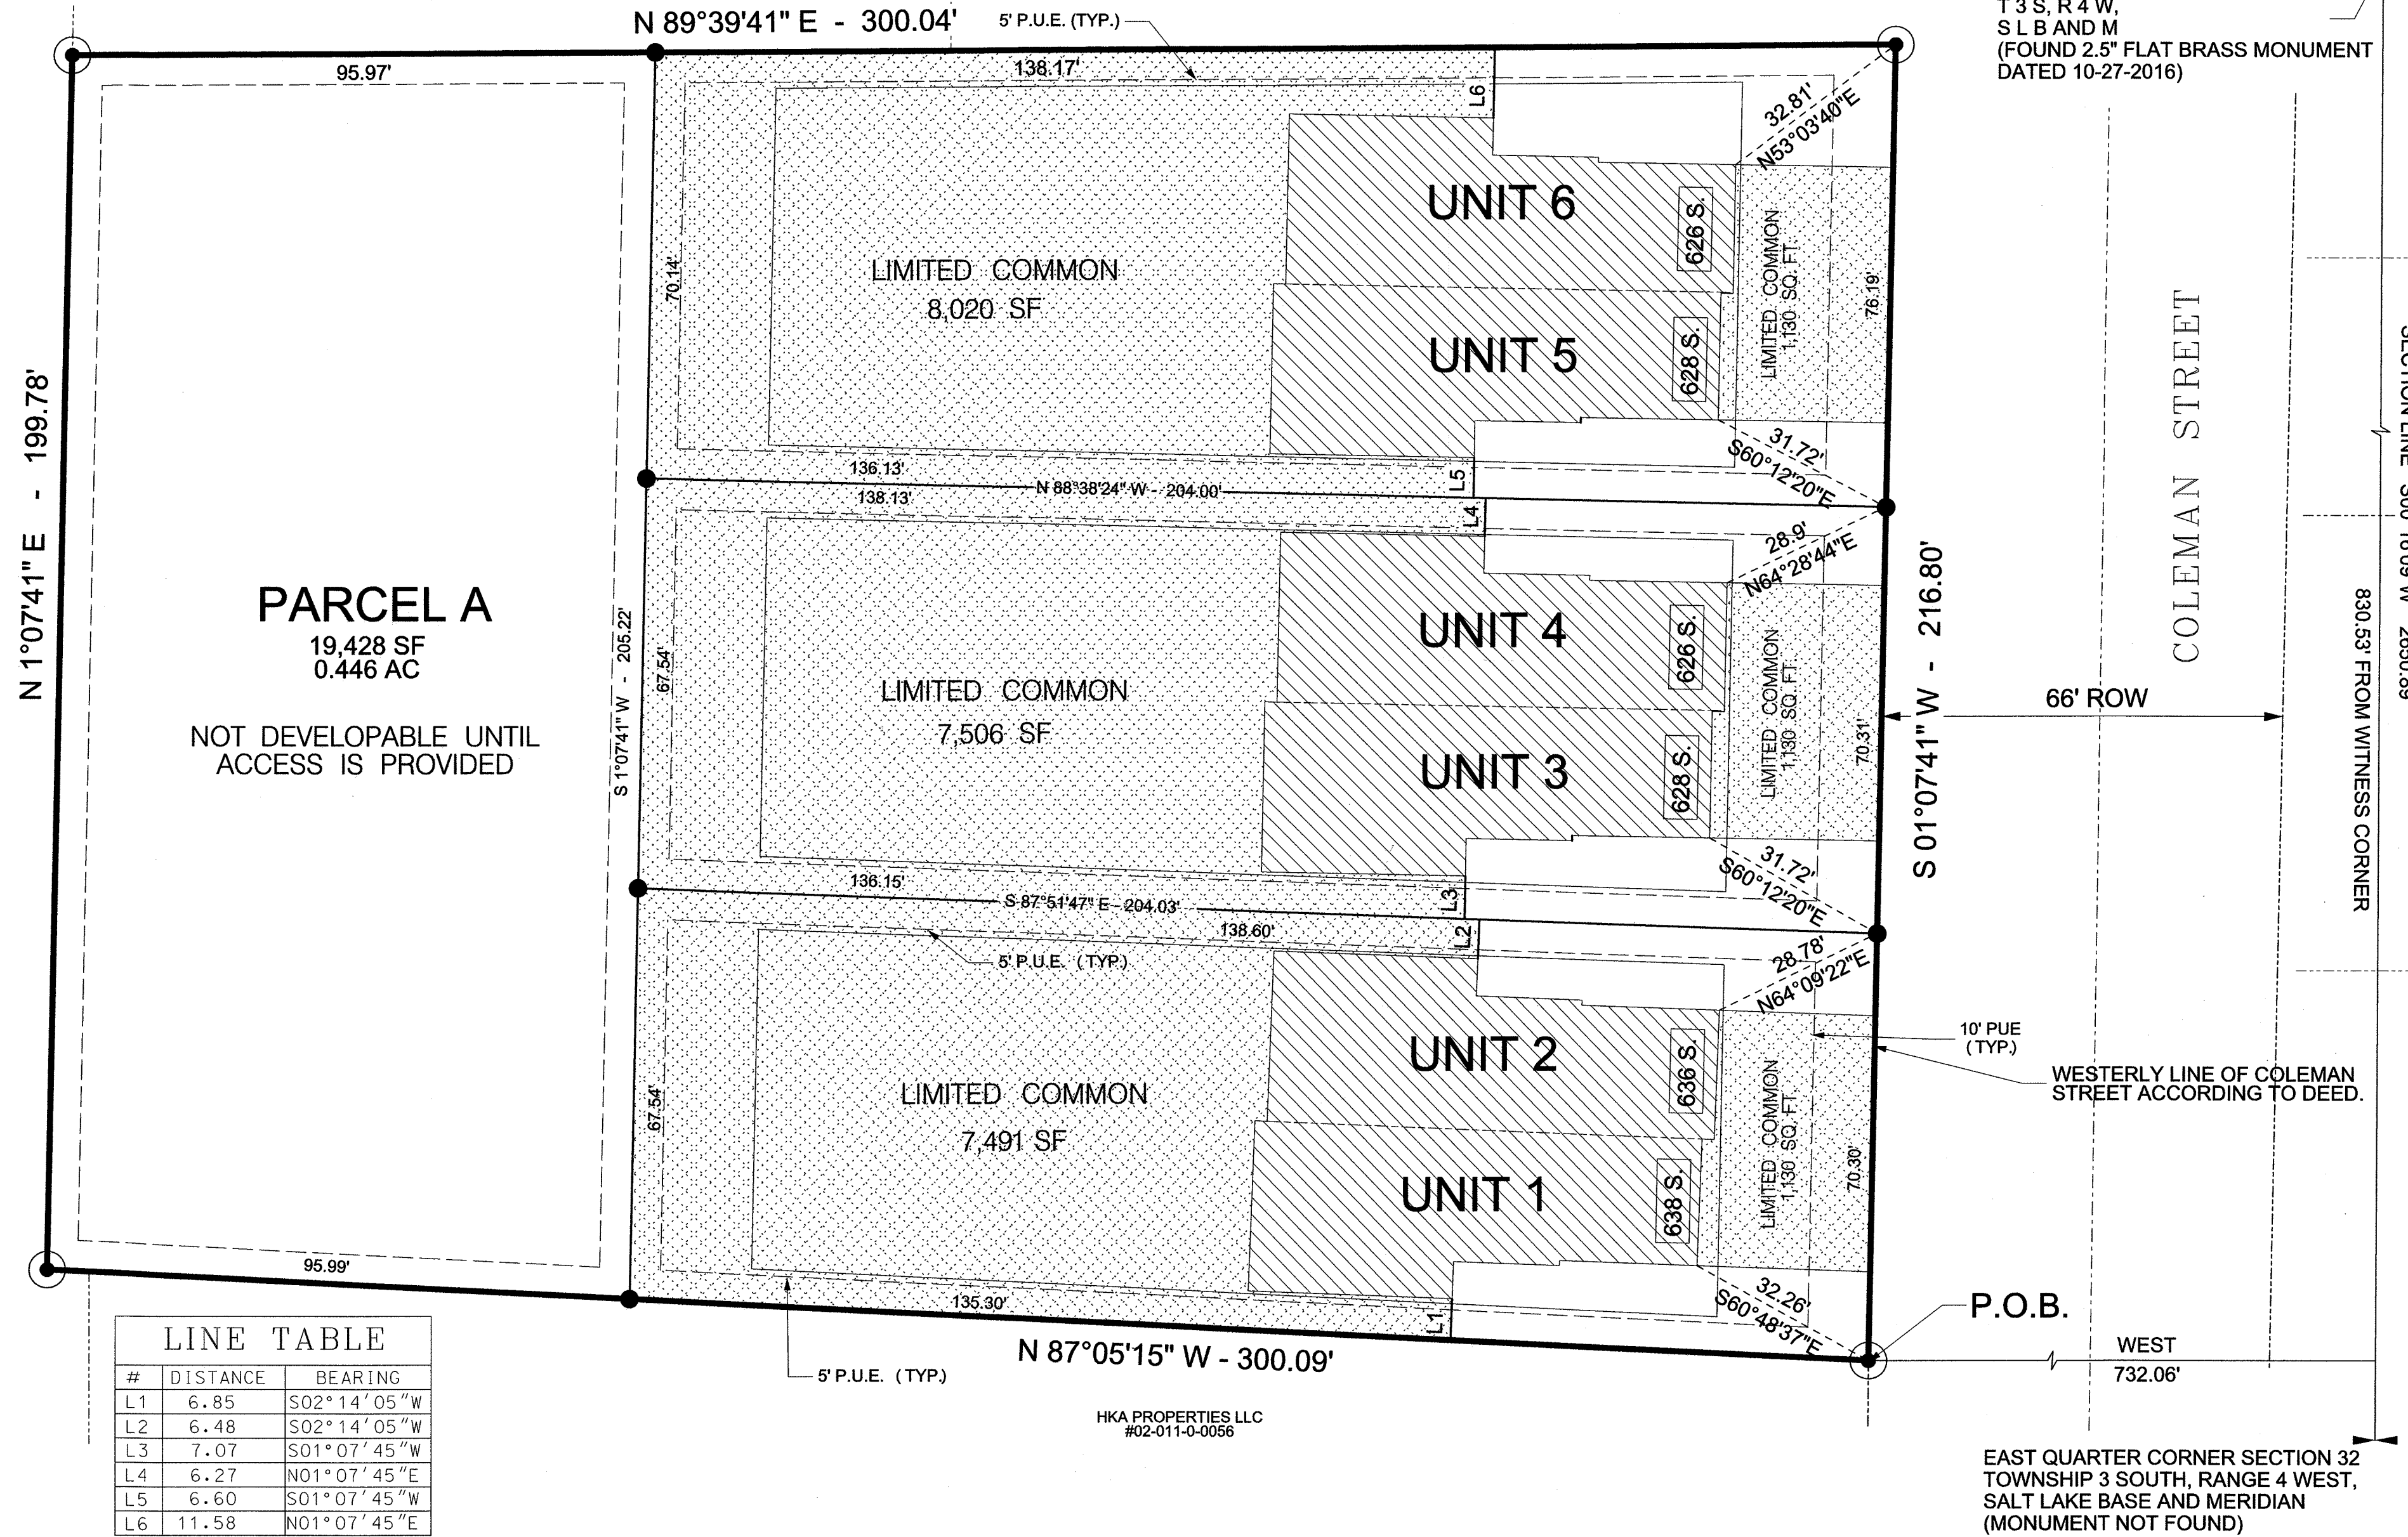 N 89°39'41" E - 300.04'
5' P.U.E. (TYP.)
T 3 S, R 4 W,
S L B AND M
(FOUND 2.5" FLAT BRASS MONUMENT
DATED 10-27-2016)
95.97'
138.17'
L6
32.81'
N53°03'40"E
UNIT 6
626 S.
LIMITED COMMON
8,020 SF
70.14'
LIMITED COMMON
1,130 SQ. FT.
76.19'
UNIT 5
628 S.
31.72'
S60°12'20"E
136.13'
L5
N 88°38'24" W - 204.00'
138.13'
L4
28.9'
N64°28'44"E
N 1°07'41" E - 199.78'
PARCEL A
19,428 SF
0.446 AC
NOT DEVELOPABLE UNTIL
ACCESS IS PROVIDED
S 1°07'41" W - 205.22'
67.54'
LIMITED COMMON
7,506 SF
UNIT 4
626 S.
UNIT 3
628 S.
LIMITED COMMON
1,130 SQ. FT.
70.31'
S 01°07'41" W - 216.80'
66' ROW
COLEMAN STREET
830.53' FROM WITNESS CORNER
31.72'
S60°12'20"E
136.15'
L3
S 87°51'47" E - 204.03'
138.60'
L2
5' P.U.E. (TYP.)
28.78'
N64°09'22"E
67.54'
LIMITED COMMON
7,491 SF
UNIT 2
636 S.
UNIT 1
638 S.
LIMITED COMMON
1,130 SQ. FT.
70.30'
10' PUE
(TYP.)
WESTERLY LINE OF COLEMAN
STREET ACCORDING TO DEED.
95.99'
135.30'
L1
32.26'
S60°48'37"E
P.O.B.
N 87°05'15" W - 300.09'
5' P.U.E. (TYP.)
WEST
732.06'
HKA PROPERTIES LLC
#02-011-0-0056
LINE TABLE
# DISTANCE BEARING
L1 6.85 S02°14'05"W
L2 6.48 S02°14'05"W
L3 7.07 S01°07'45"W
L4 6.27 N01°07'45"E
L5 6.60 S01°07'45"W
L6 11.58 N01°07'45"E
EAST QUARTER CORNER SECTION 32
TOWNSHIP 3 SOUTH, RANGE 4 WEST,
SALT LAKE BASE AND MERIDIAN
(MONUMENT NOT FOUND)